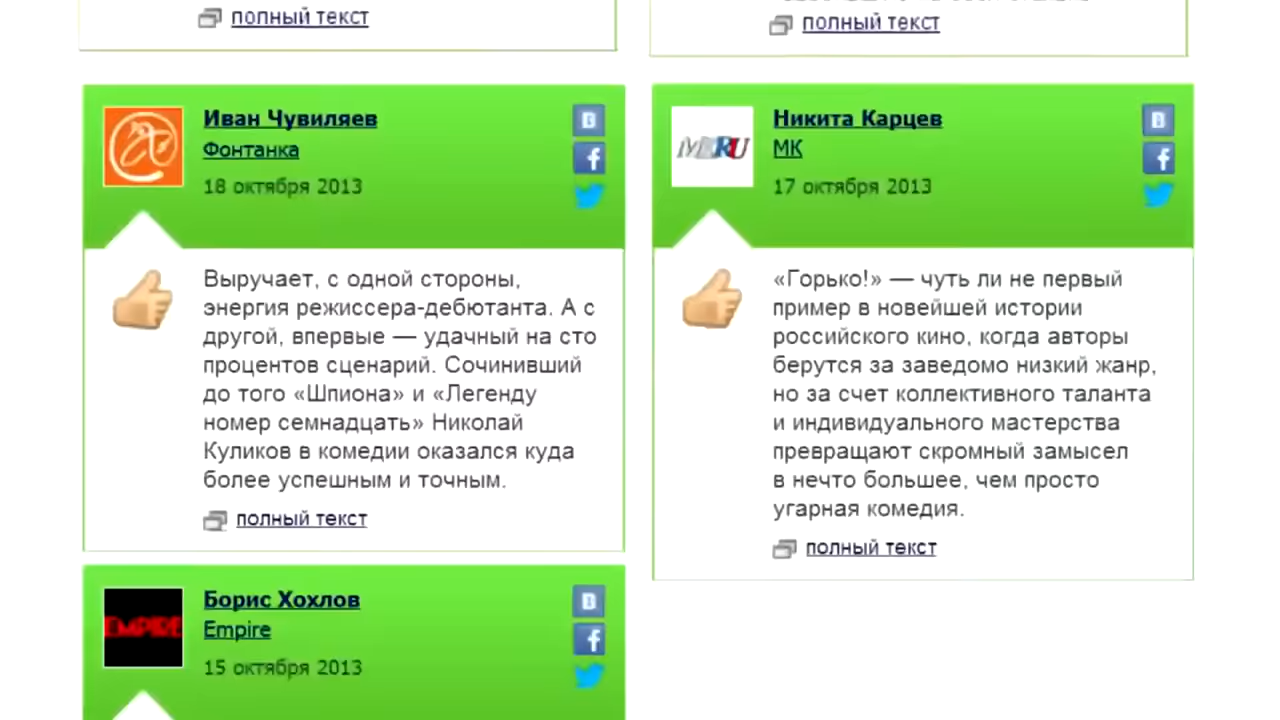 полный текст
полный текст
Иван Чувиляев
Фонтанка
18 октября 2013
Выручает, с одной стороны,
энергия режиссера-дебютанта. А с
другой, впервые — удачный на сто
процентов сценарий. Сочинивший
до того «Шпиона» и «Легенду
номер семнадцать» Николай
Куликов в комедии оказался куда
более успешным и точным.
полный текст
Никита Карцев
МК
17 октября 2013
«Горько!» — чуть ли не первый
пример в новейшей истории
российского кино, когда авторы
берутся за заведомо низкий жанр,
но за счет коллективного таланта
и индивидуального мастерства
превращают скромный замысел
в нечто большее, чем просто
угарная комедия.
полный текст
EMPIRE
Борис Хохлов
Empire
15 октября 2013